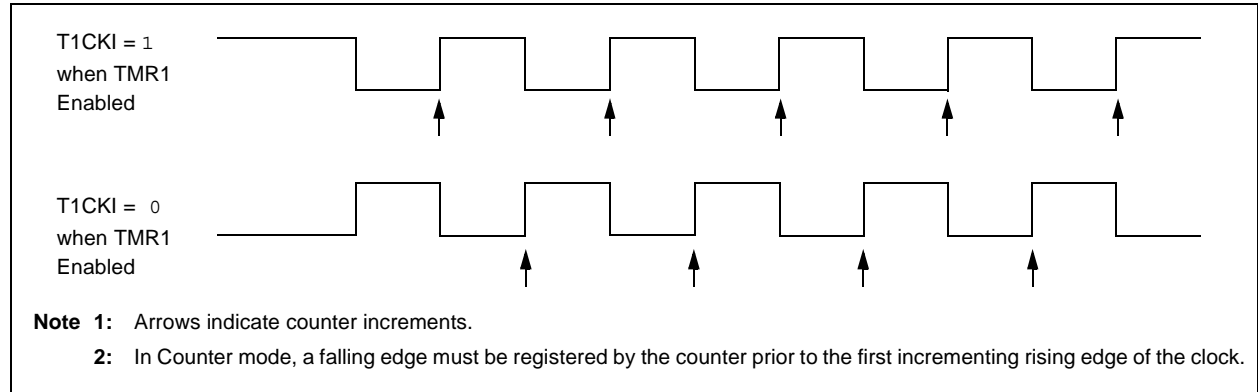 T1CKI = 1
when TMR1
Enabled
T1CKI = 0
when TMR1
Enabled
Note 1: Arrows indicate counter increments.
2: In Counter mode, a falling edge must be registered by the counter prior to the first incrementing rising edge of the clock.